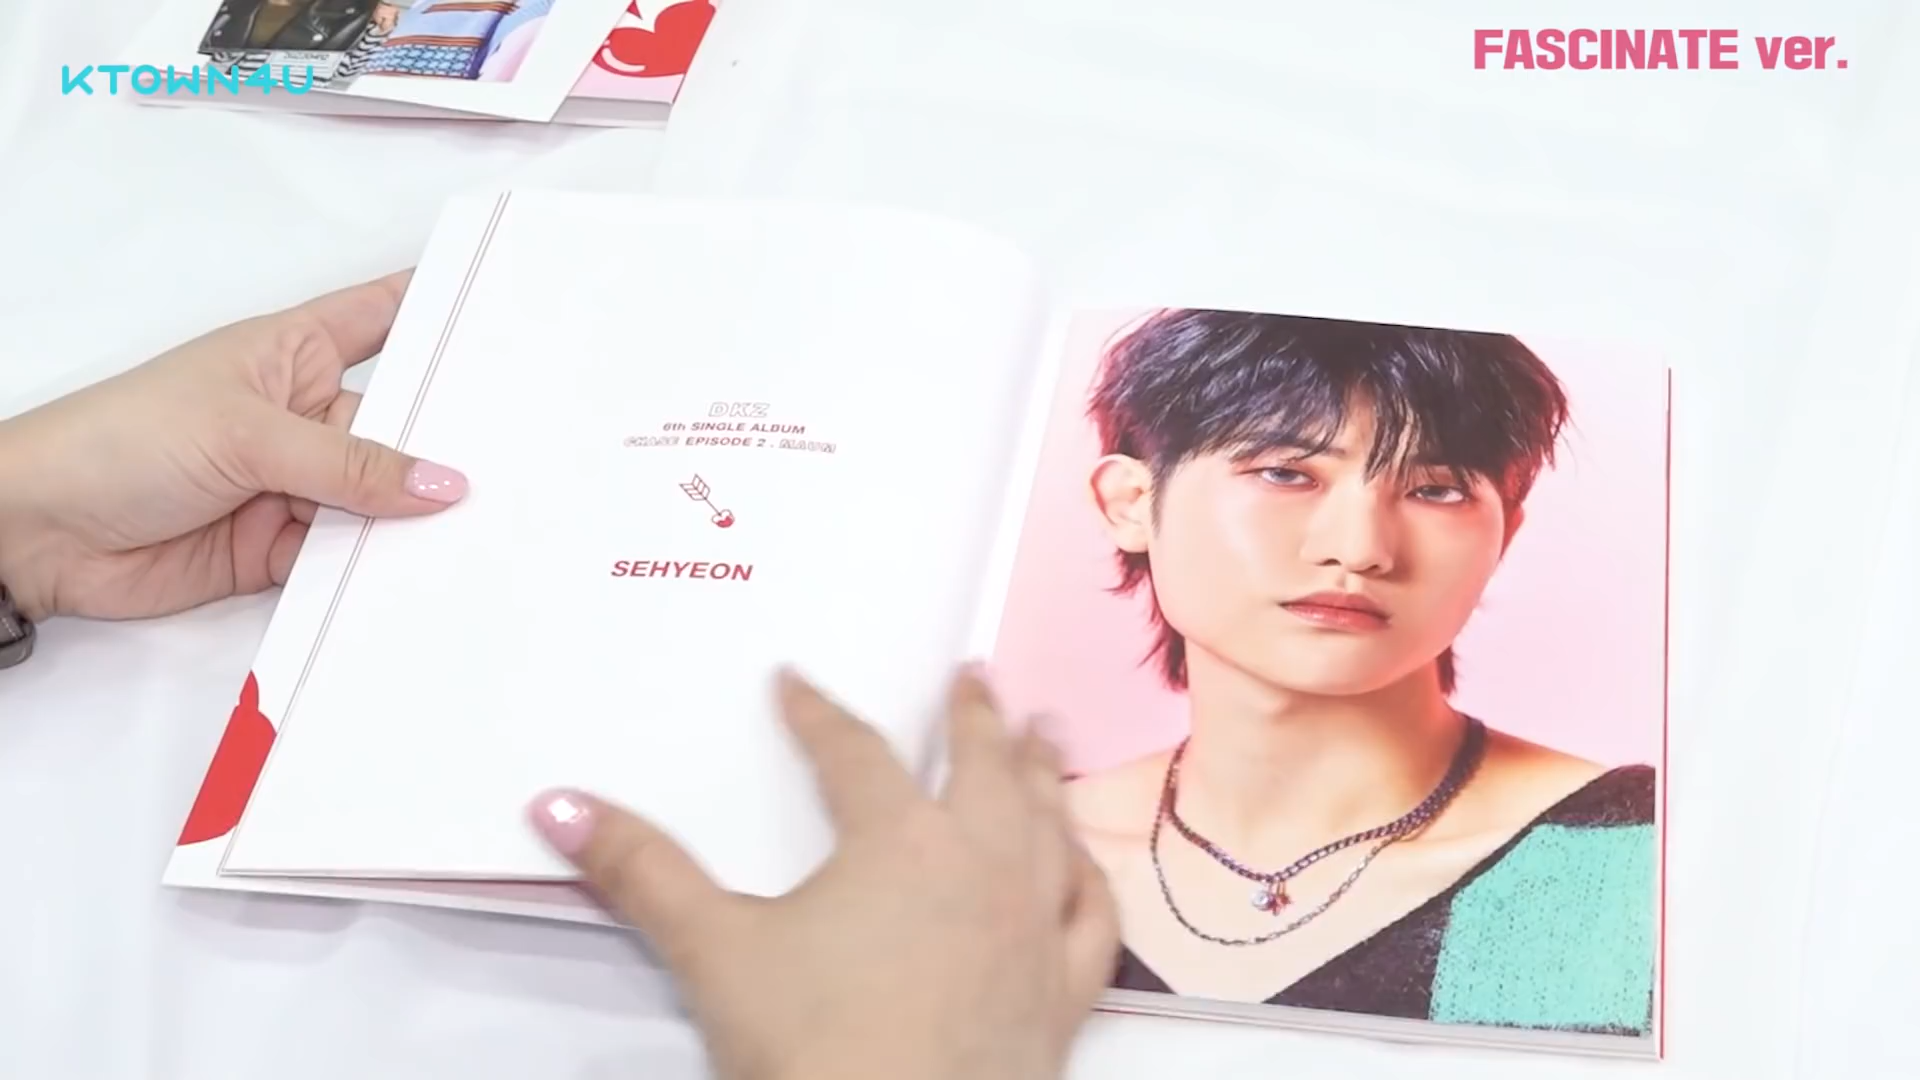 KTOWN4U
FASCINATE ver.
DKZ
6th SINGLE ALBUM
CHASE EPISODE 2 . MAUM
SEHYEON